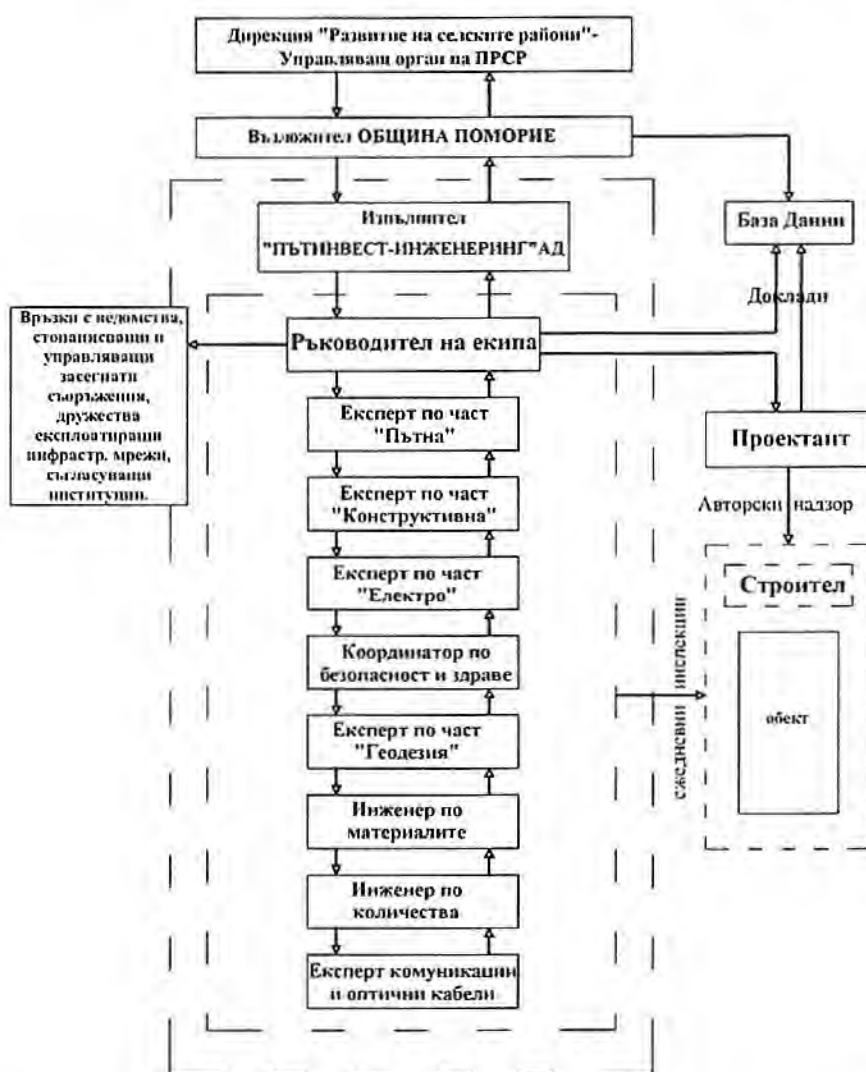 Дирекция "Развитие на селските райони"-
Управляващ орган на ПРСР
Възложител ОБЩИНА ПОМОРИЕ
Изпълнител
"ПЪТИНВЕСТ-ИНЖЕНЕРИНГ"АД
База Данни
Доклади
Връзки с ведомства,
стопанисващи и
управляващи
засегнати
съоръжения,
дружества
експлоатиращи
инфрастр. мрежи,
съгласуващи
институции.
Ръководител на екипа
Експерт по част
"Пътна"
Проектант
Експерт по част
"Конструктивна"
Авторски надзор
Експерт по част
"Електро"
Строител
Координатор по
безопасност и здраве
ежедневни инспекции
обект
Експерт по част
"Геодезия"
Инженер по
материалите
Инженер по
количества
Експерт комуникации
и оптични кабели